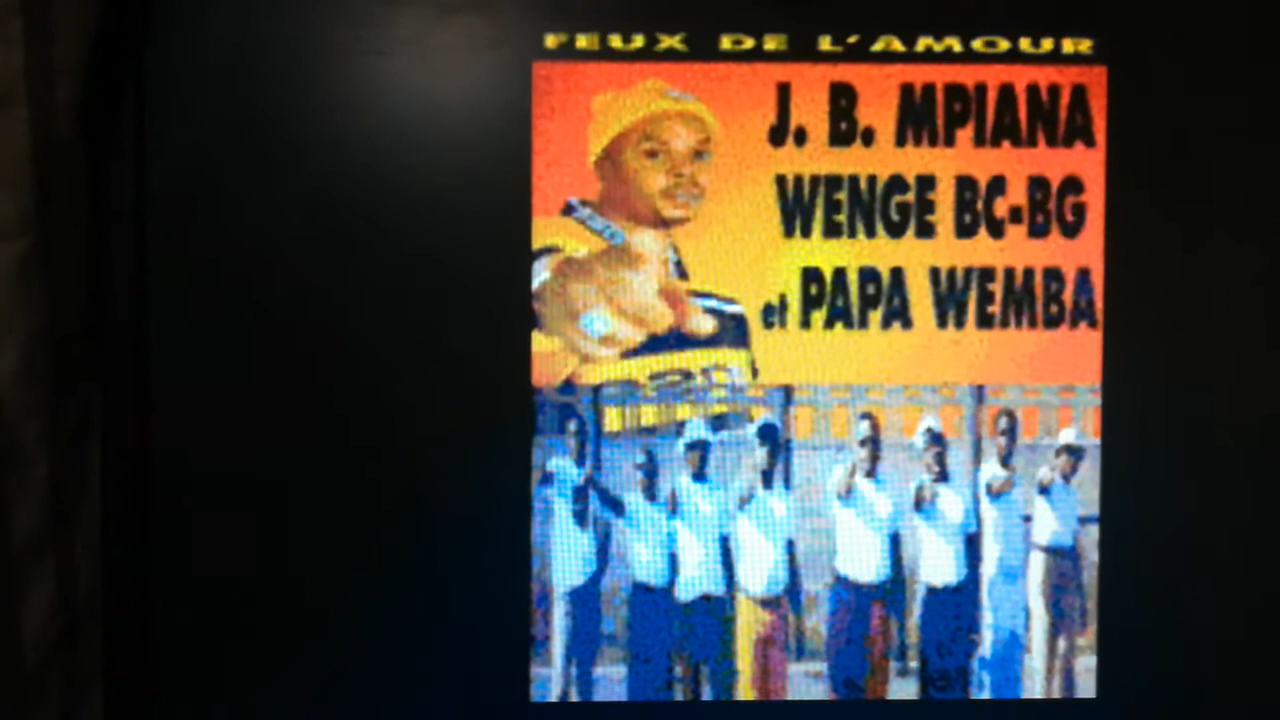 FEUX DE L'AMOUR
J. B. MPIANA
WENGE BC-BG
et PAPA WEMBA